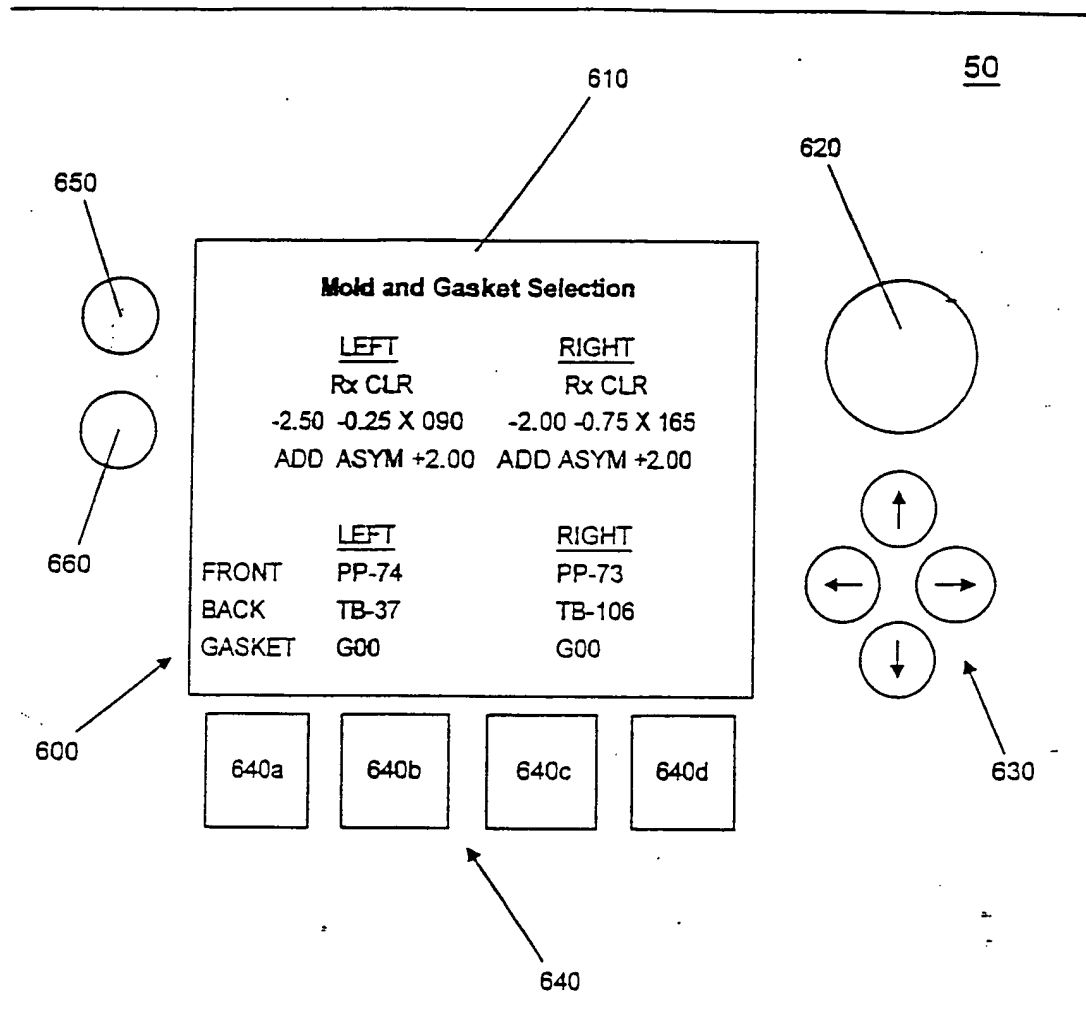 50
610
620
650
Mold and Gasket Selection
LEFT RIGHT
Rx CLR Rx CLR
-2.50 -0.25 X 090 -2.00 -0.75 X 165
ADD ASYM +2.00 ADD ASYM +2.00
LEFT RIGHT
FRONT PP-74 PP-73
BACK TB-37 TB-106
GASKET G00 G00
660
600
640a 640b 640c 640d
630
640